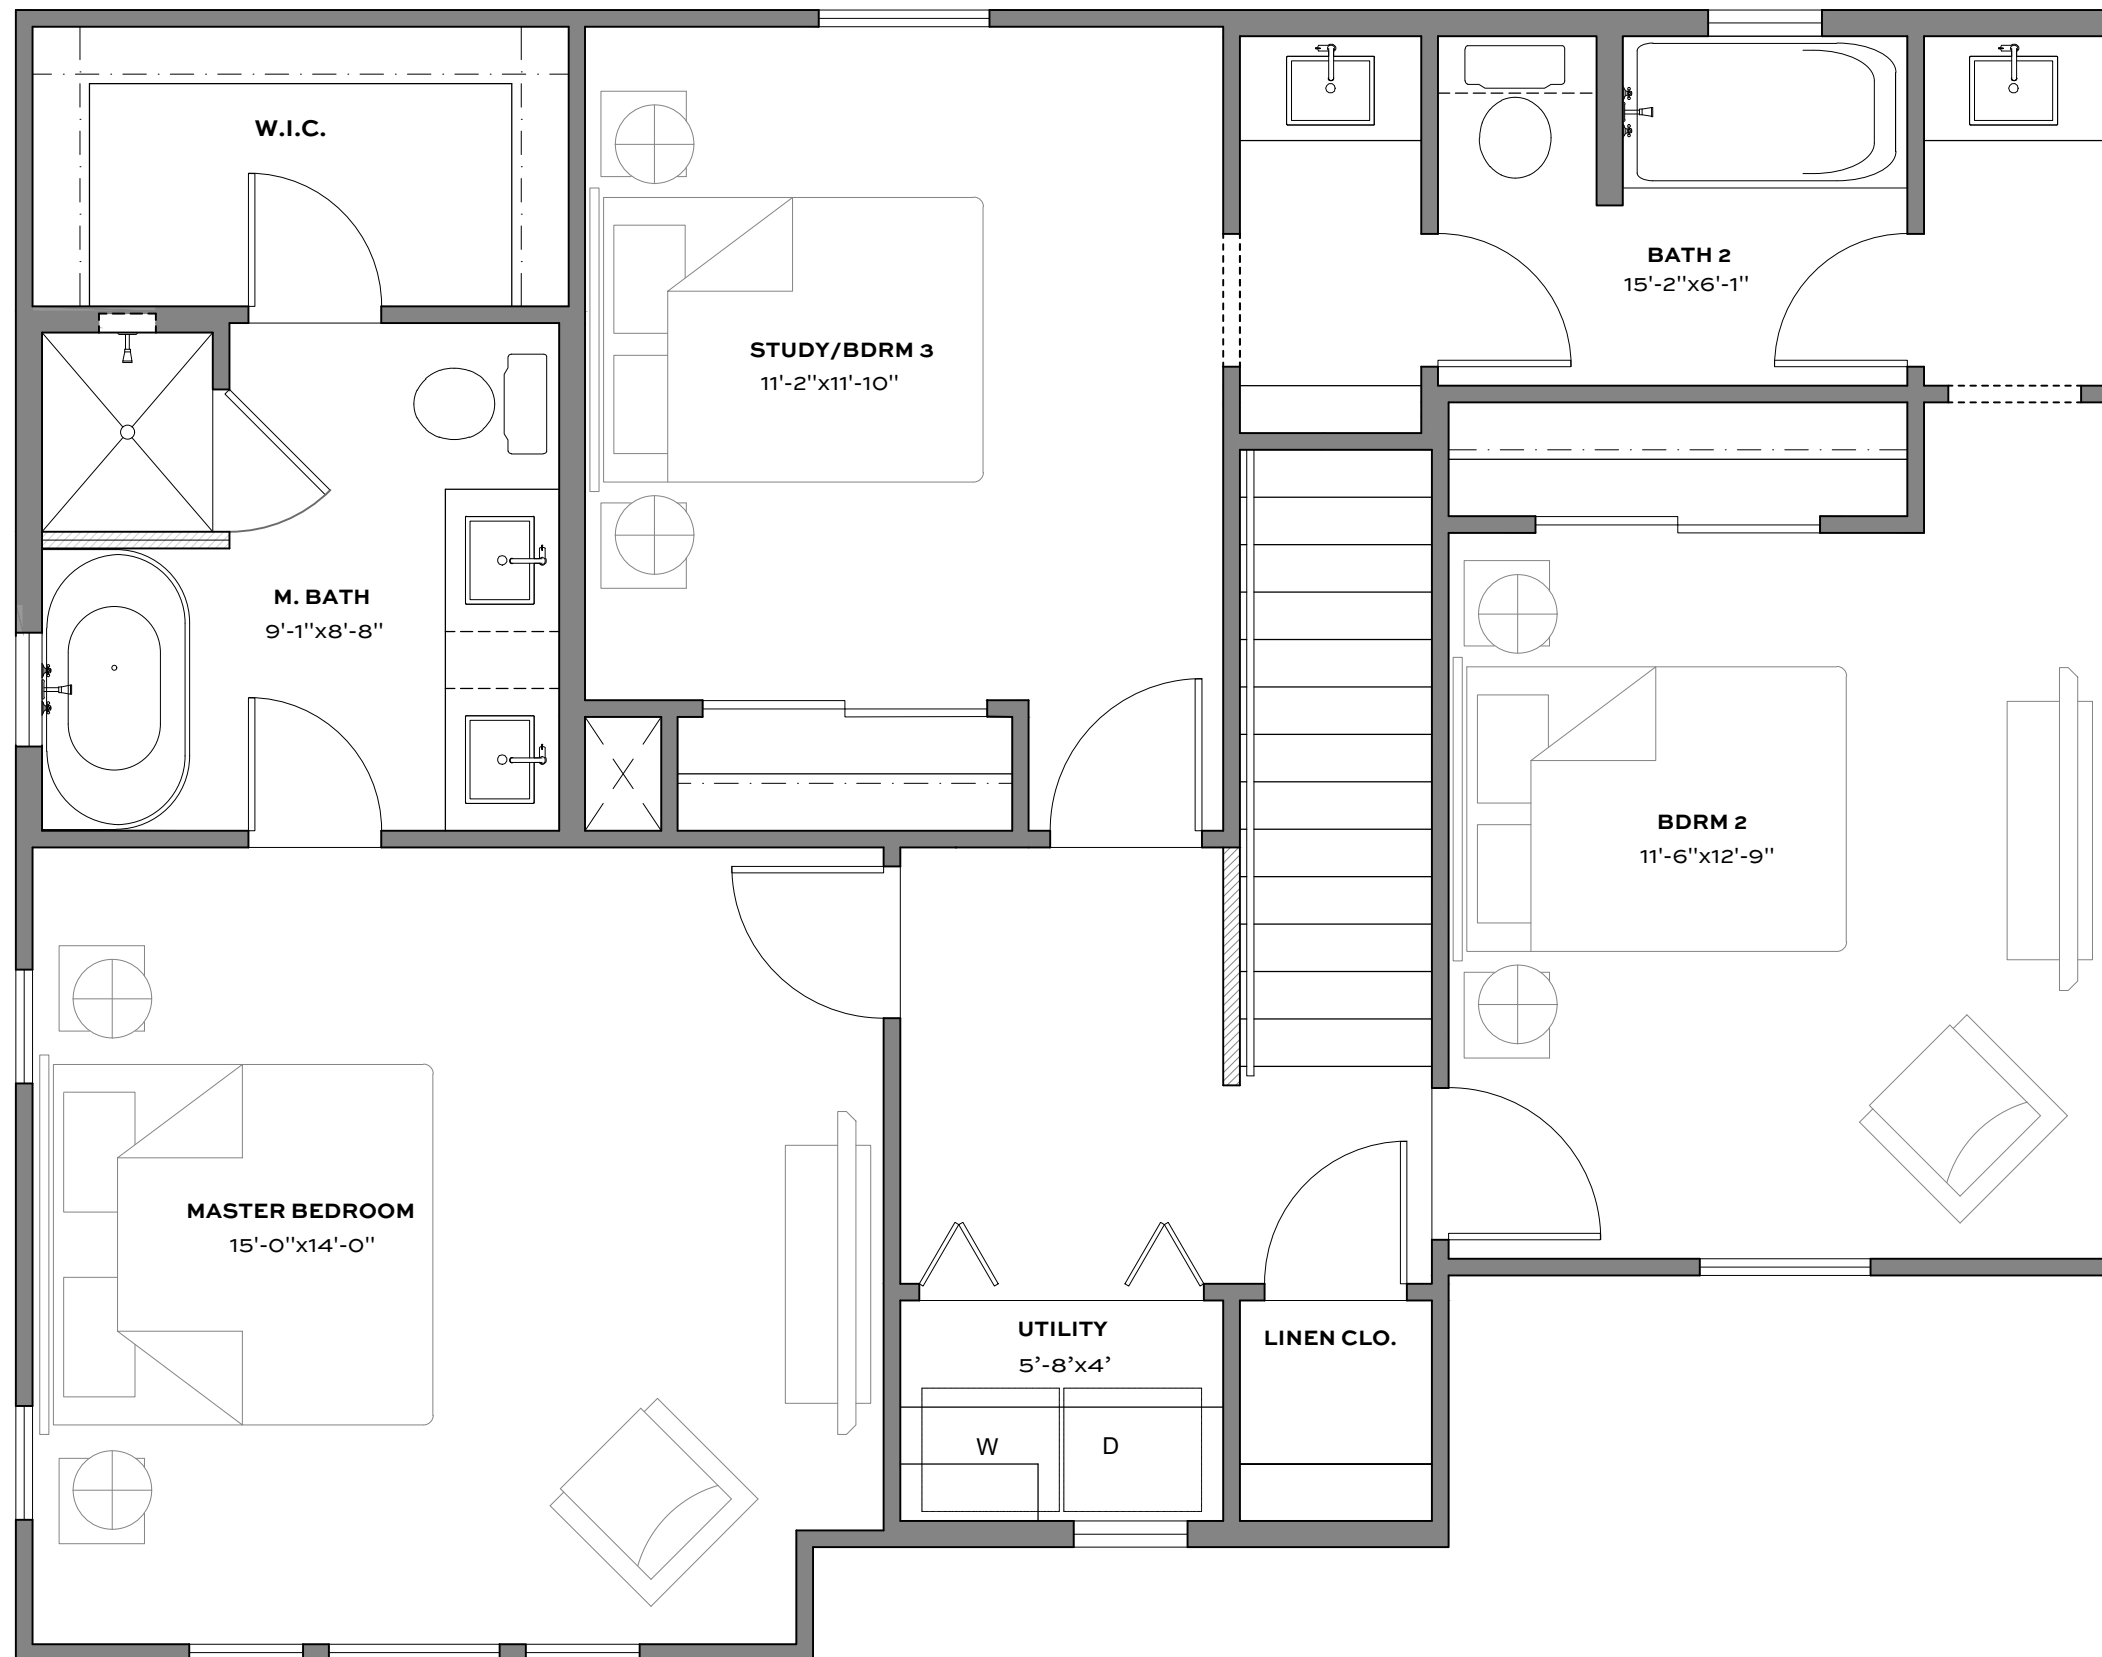 W.I.C.
STUDY/BDRM 3
11'-2"x11'-10"
BATH 2
15'-2"x6'-1"
M. BATH
9'-1"x8'-8"
BDRM 2
11'-6"x12'-9"
MASTER BEDROOM
15'-0"x14'-0"
UTILITY
5’-8’x4’
LINEN CLO.
W
D